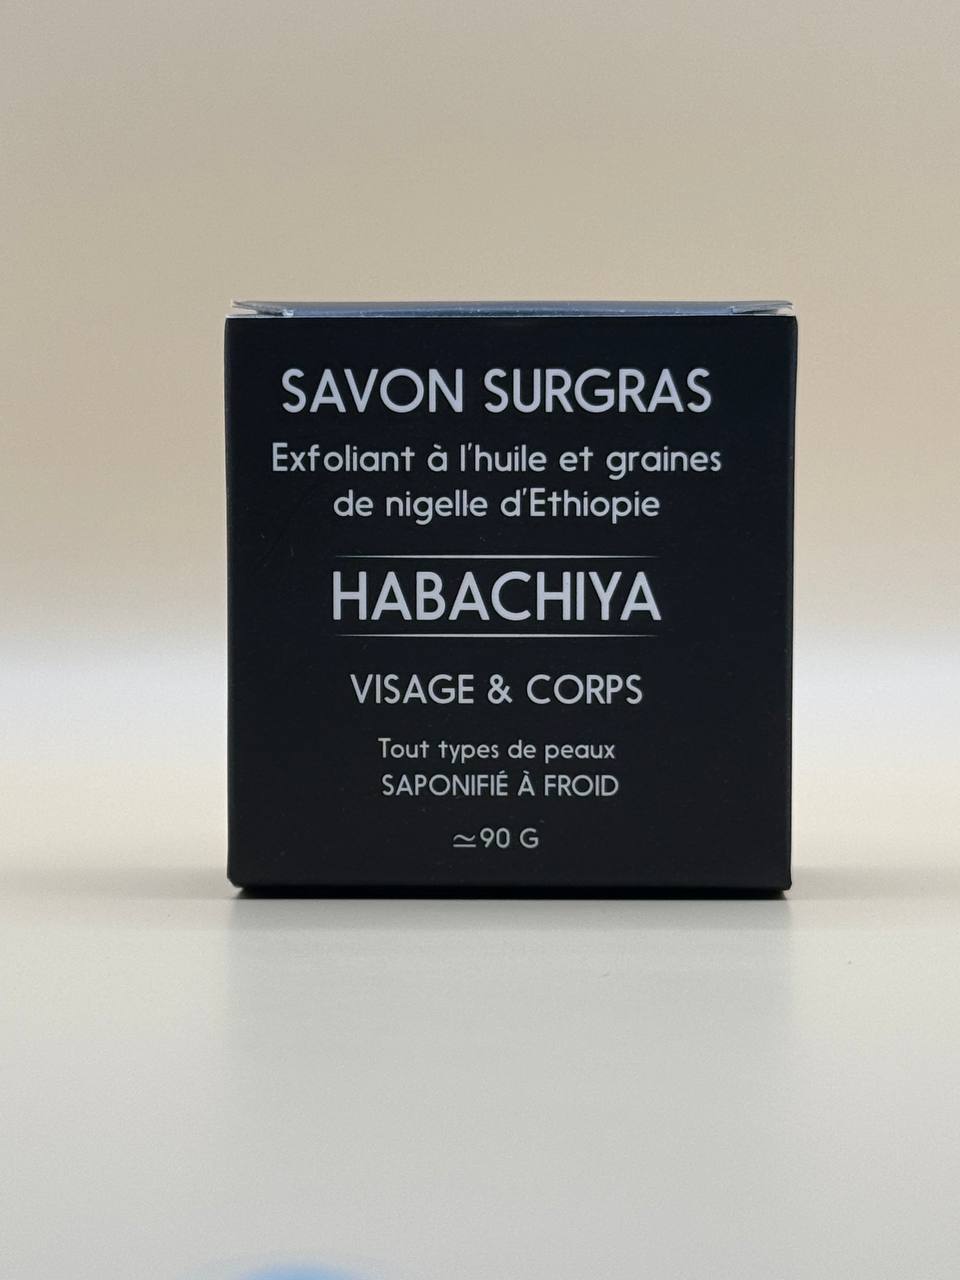 SAVON SURGRAS
Exfoliant à l'huile et graines
de nigelle d'Ethiopie
HABACHIYA
VISAGE & CORPS
Tout types de peaux
SAPONIFIÉ À FROID
≃90 G